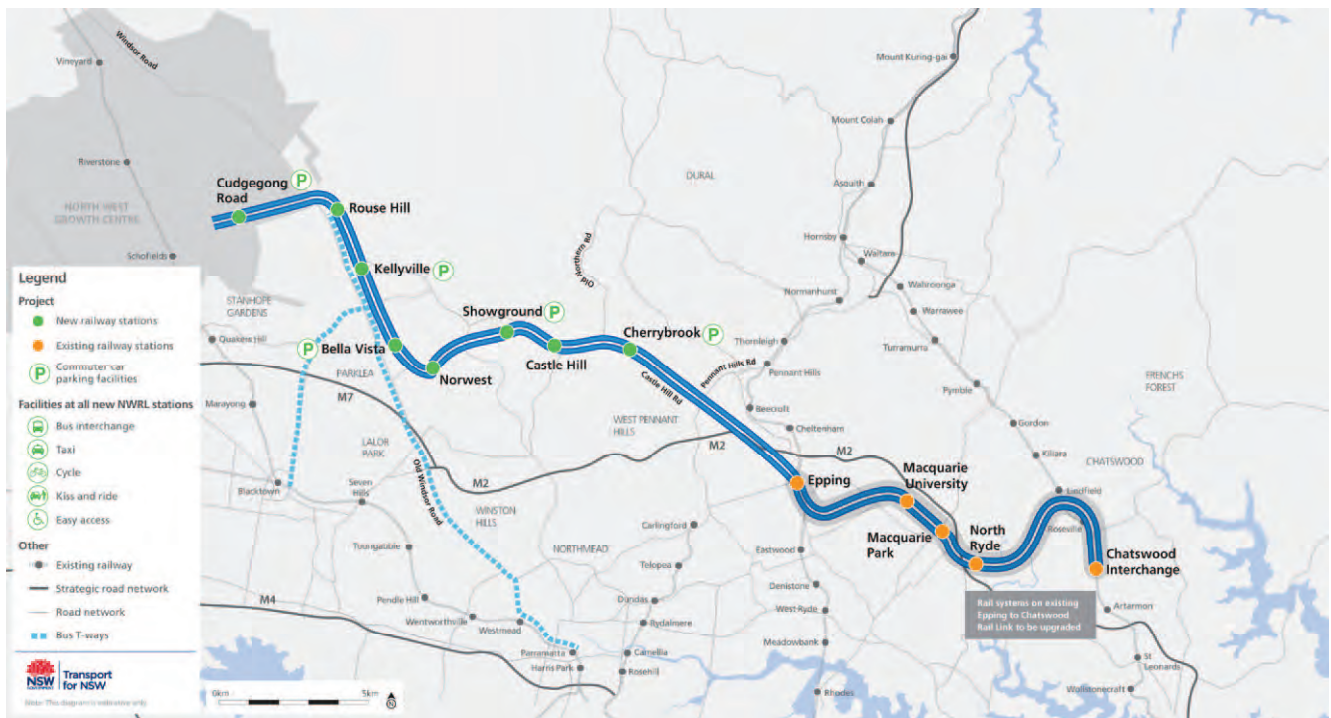 Windsor Road
Vineyard
Riverstone
NORTH WEST
GROWTH CENTRE
Schofields
Cudgegong
Road
P
Rouse Hill
Kellyville
P
Showground
P
Bella Vista
P
Norwest
Castle Hill
Cherrybrook
P
Castle Hill Rd
Pennant Hills Rd
Old Northern Rd
DURAL
Mount Kuring-gai
Mount Colah
Asquith
Hornsby
Waitara
Wahroonga
Normanhurst
Warrawee
Thornleigh
Turramurra
Pennant Hills
Pymble
Beecroft
Gordon
Cheltenham
Killara
FRENCHS
FOREST
CHATSWOOD
Lindfield
Roseville
WEST PENNANT
HILLS
M2
M2
M2
Epping
Macquarie
University
Macquarie
Park
North
Ryde
Chatswood
Interchange
Rail systems on existing
Epping to Chatswood
Rail Link to be upgraded
Artarmon
St
Leonards
Wollstonecraft
STANHOPE
GARDENS
Quakers Hill
PARKLEA
M7
Marayong
LALOR
PARK
Blacktown
Seven
Hills
Old Windsor Road
WINSTON
HILLS
Toongabbie
NORTHMEAD
Carlingford
Telopea
Eastwood
Denistone
Dundas
West Ryde
Rydalmere
Meadowbank
Pendle Hill
Wentworthville
Westmead
M4
Parramatta
Harris Park
Camellia
Rosehill
Rhodes
Legend
Project
New railway stations
Existing railway stations
P
Commuter car
parking facilities
Facilities at all new NWRL stations
Bus interchange
Taxi
Cycle
Kiss and ride
Easy access
Other
Existing railway
Strategic road network
Road network
Bus T-ways
NSW
GOVERNMENT
Transport
for NSW
Note: This diagram is indicative only
0km
5km
N